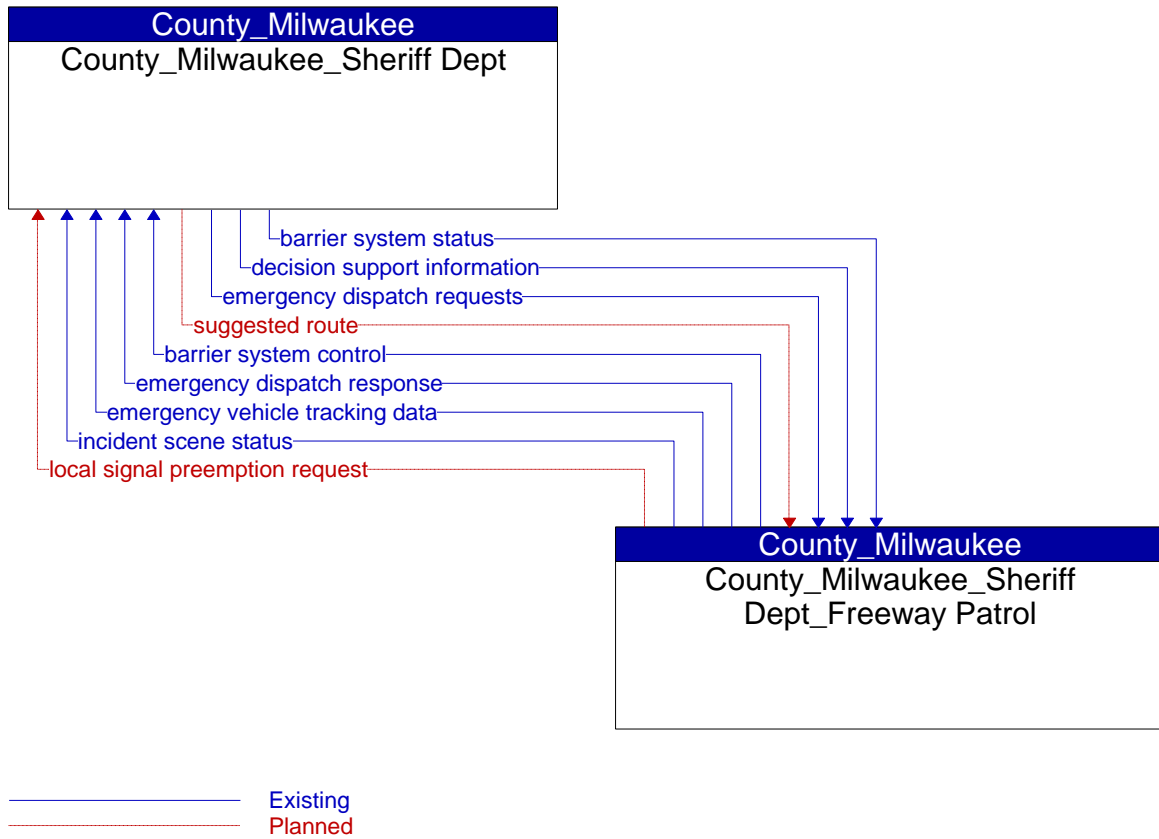 County_Milwaukee
County_Milwaukee_Sheriff Dept
barrier system status
decision support information
emergency dispatch requests
suggested route
barrier system control
emergency dispatch response
emergency vehicle tracking data
incident scene status
local signal preemption request
County_Milwaukee
County_Milwaukee_Sheriff
Dept_Freeway Patrol
Existing
Planned